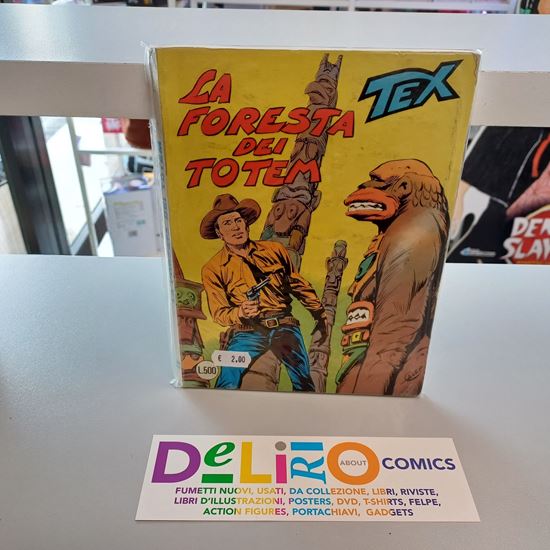 LA
FORESTA
DEI
TOTEM
TEX
€ 2.00
L.500
DeLiRiO
ABOUT
COMICS
FUMETTI NUOVI, USATI, DA COLLEZIONE, LIBRI, RIVISTE,
LIBRI D'ILLUSTRAZIONI, POSTERS, DVD, T-SHIRTS, FELPE,
ACTION FIGURES, PORTACHIAVI, GADGETS